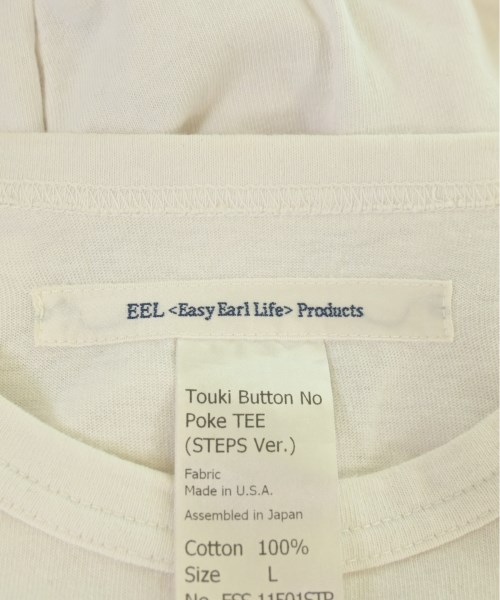 EEL <Easy Earl Life> Products
Touki Button No
Poke TEE
(STEPS Ver.)
Fabric
Made in U.S.A.
Assembled in Japan
Cotton 100%
Size L